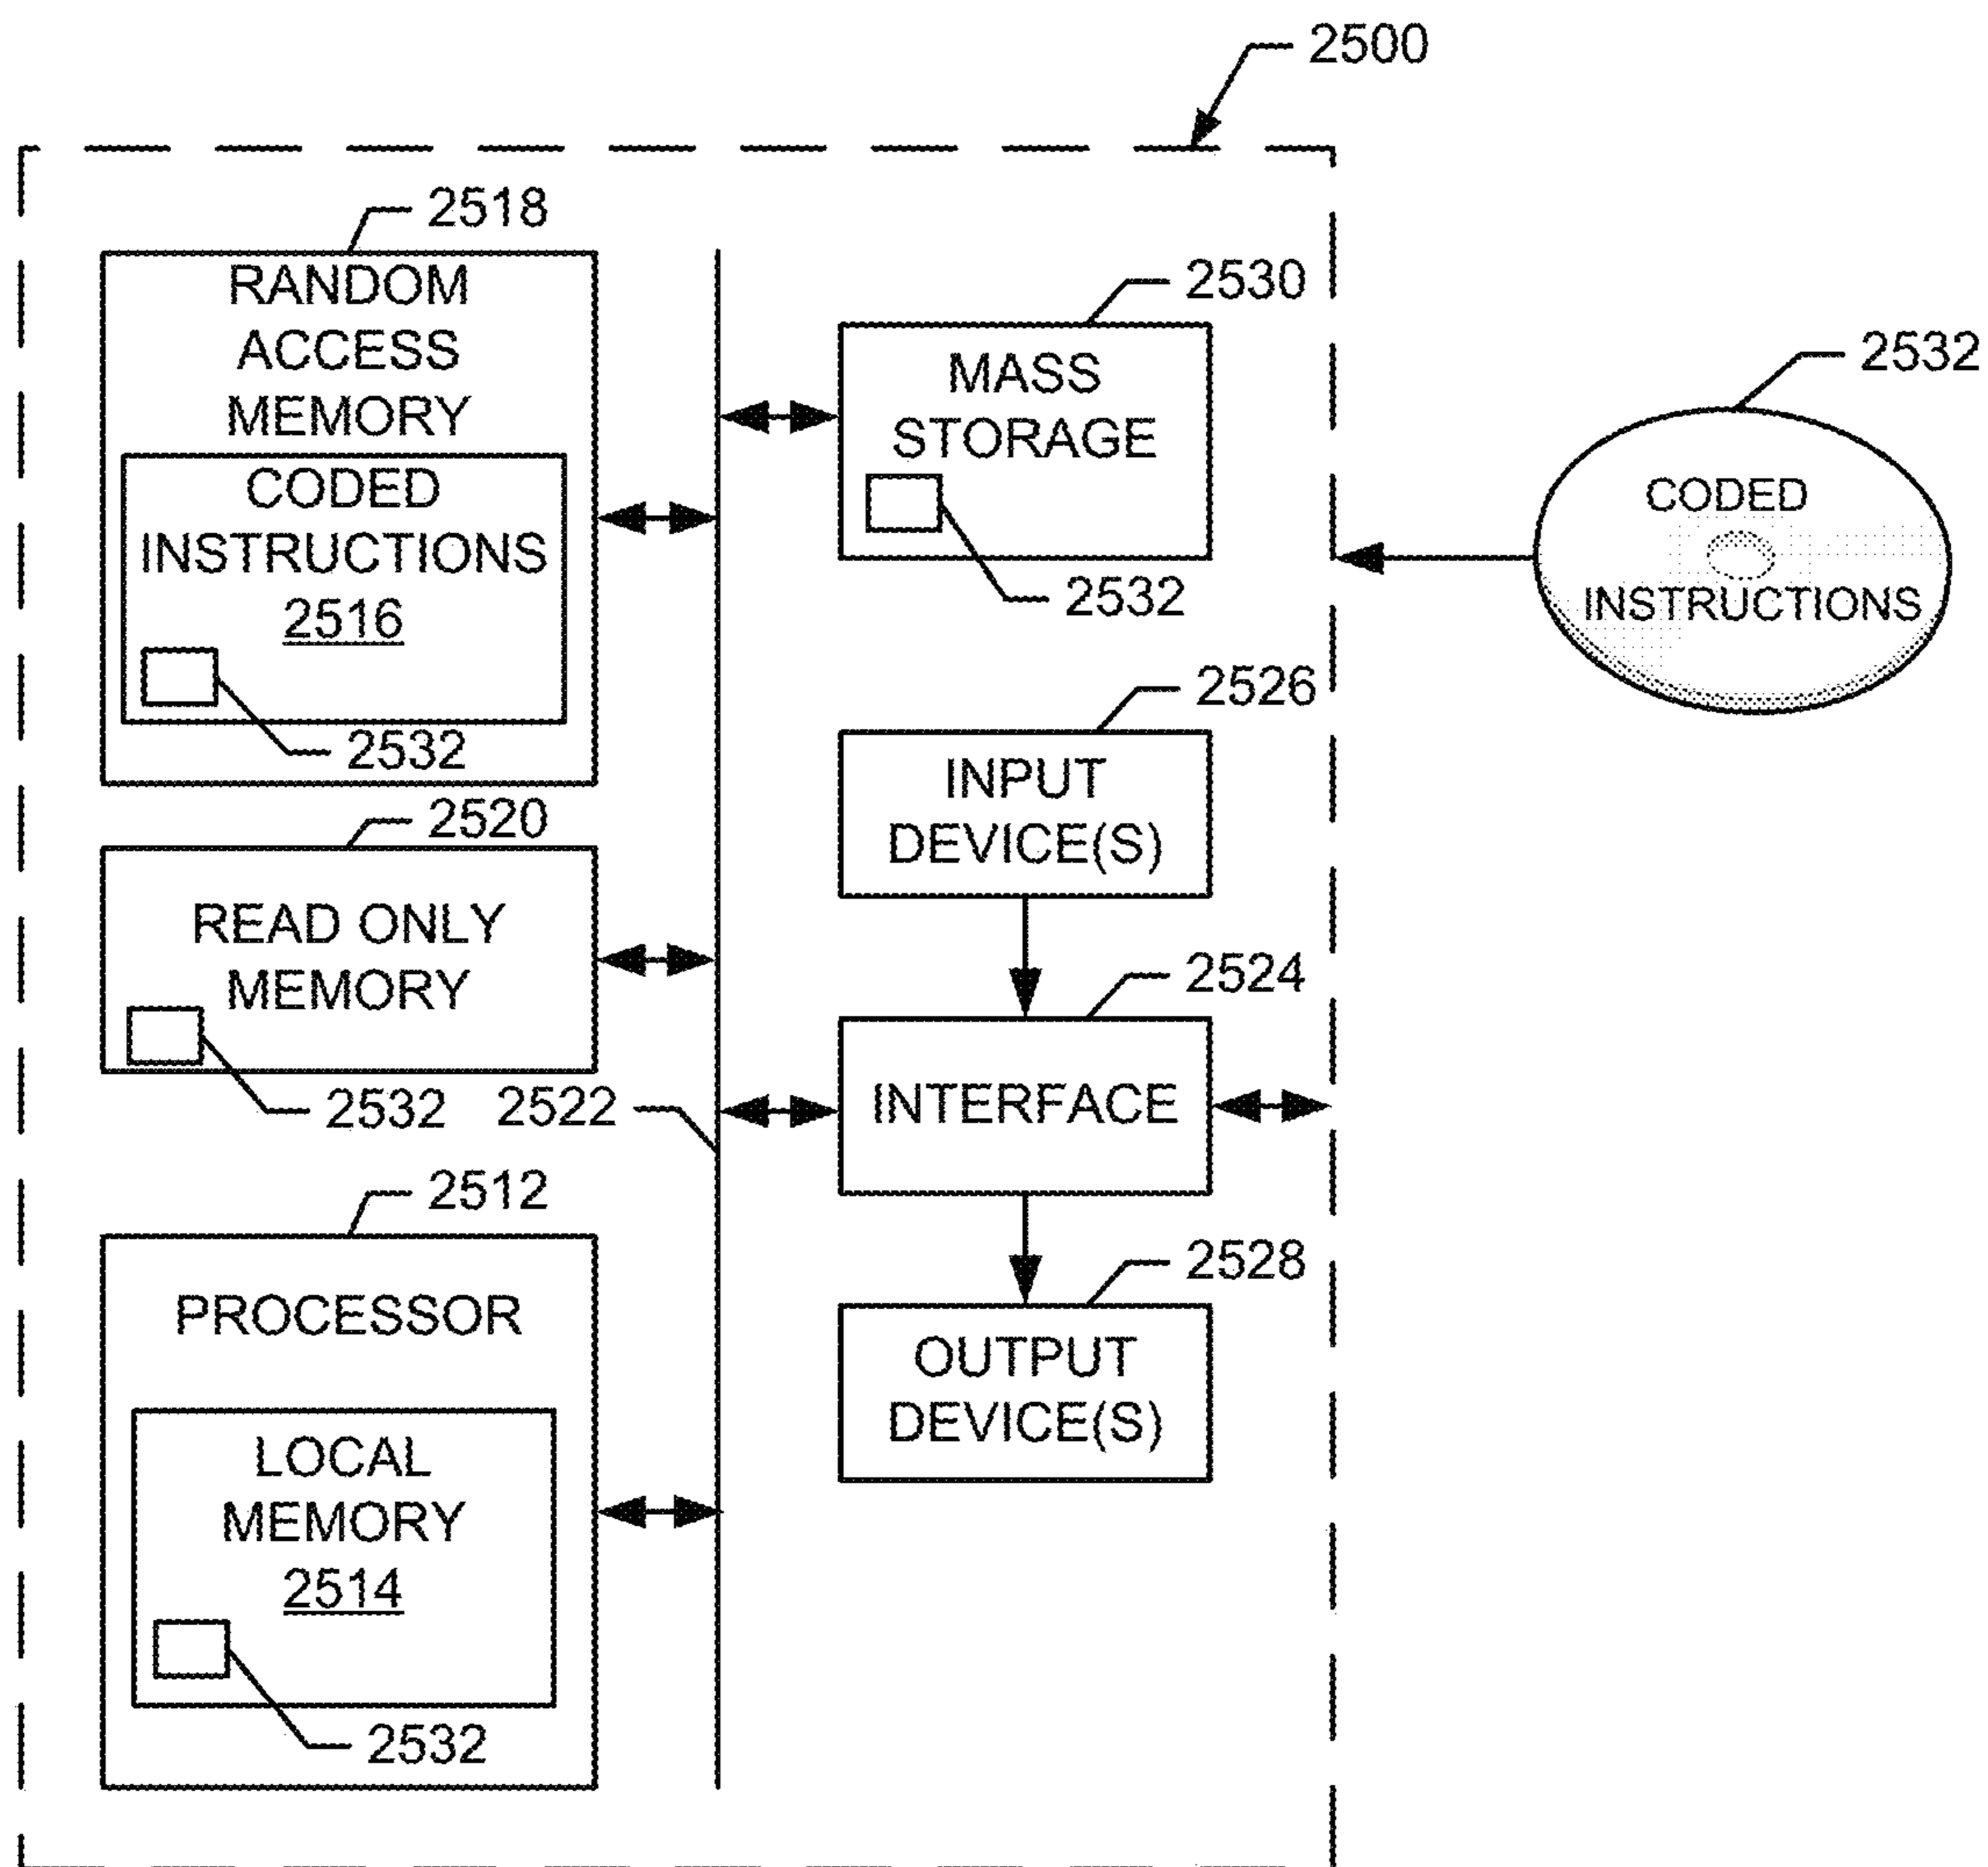 2500
2518
RANDOM
ACCESS
MEMORY
CODED
INSTRUCTIONS
2516
2532
2530
MASS
STORAGE
2532
2532
CODED
INSTRUCTIONS
2526
INPUT
DEVICE(S)
2520
READ ONLY
MEMORY
2532
2522
2524
INTERFACE
2512
PROCESSOR
LOCAL
MEMORY
2514
2532
2528
OUTPUT
DEVICE(S)